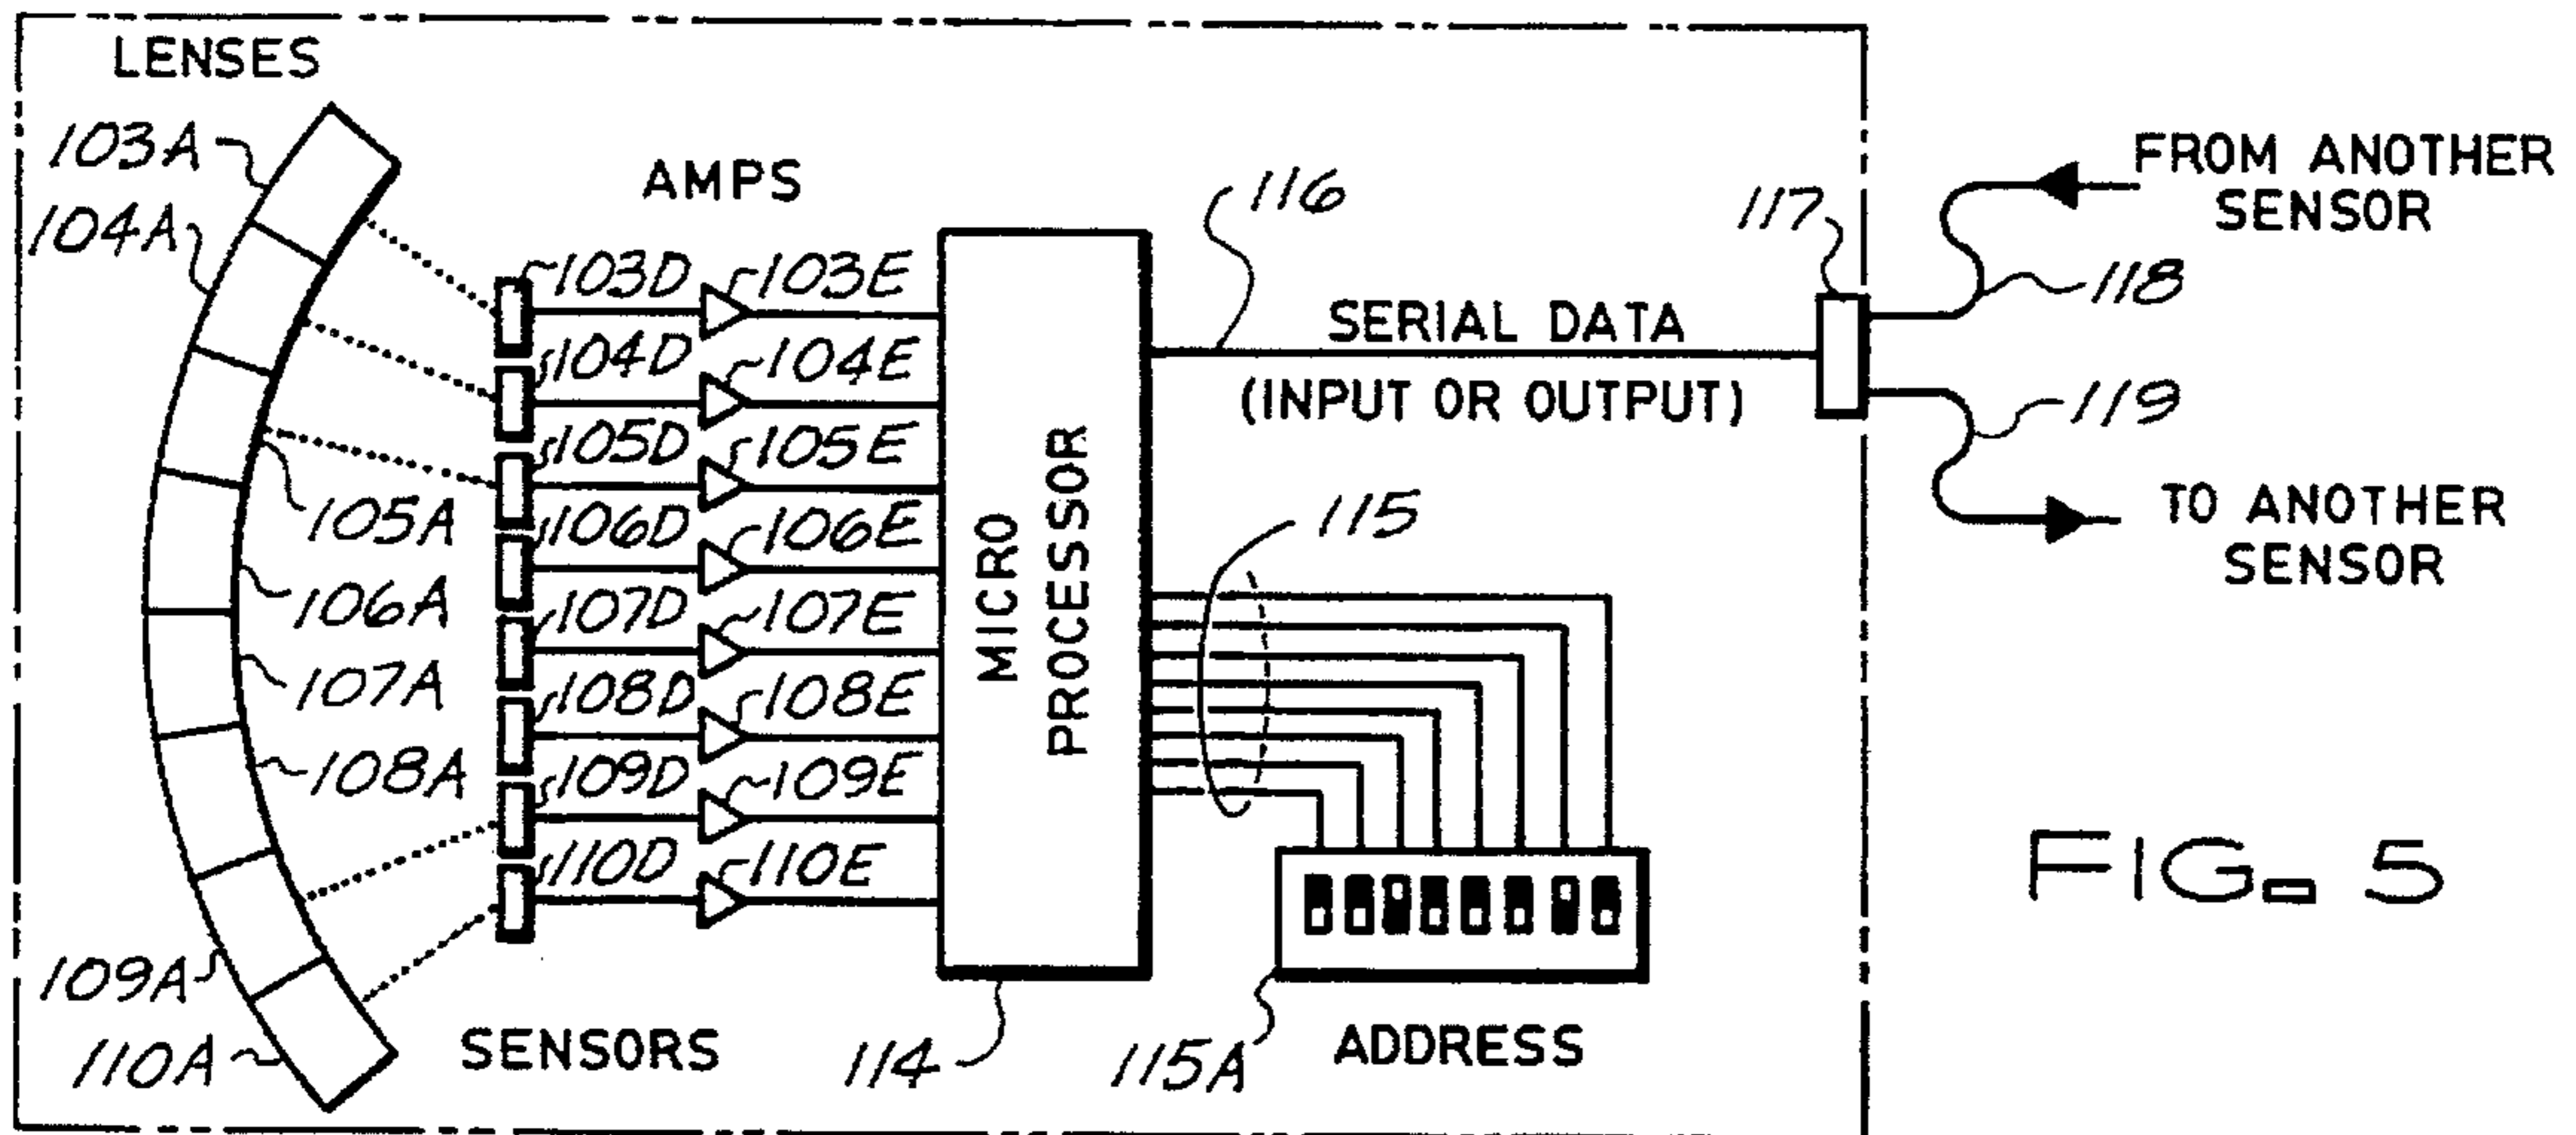 LENSES
103A
104A
105A
106A
107A
108A
109A
110A
AMPS
103D
103E
104D
104E
105D
105E
106D
106E
107D
107E
108D
108E
109D
109E
110D
110E
SENSORS
MICRO
PROCESSOR
114
116
SERIAL DATA
(INPUT OR OUTPUT)
115
115A
ADDRESS
117
FROM ANOTHER
SENSOR
118
119
TO ANOTHER
SENSOR
FIG. 5